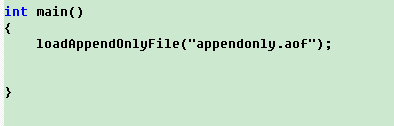 int main()
{
    loadAppendOnlyFile("appendonly.aof");
}